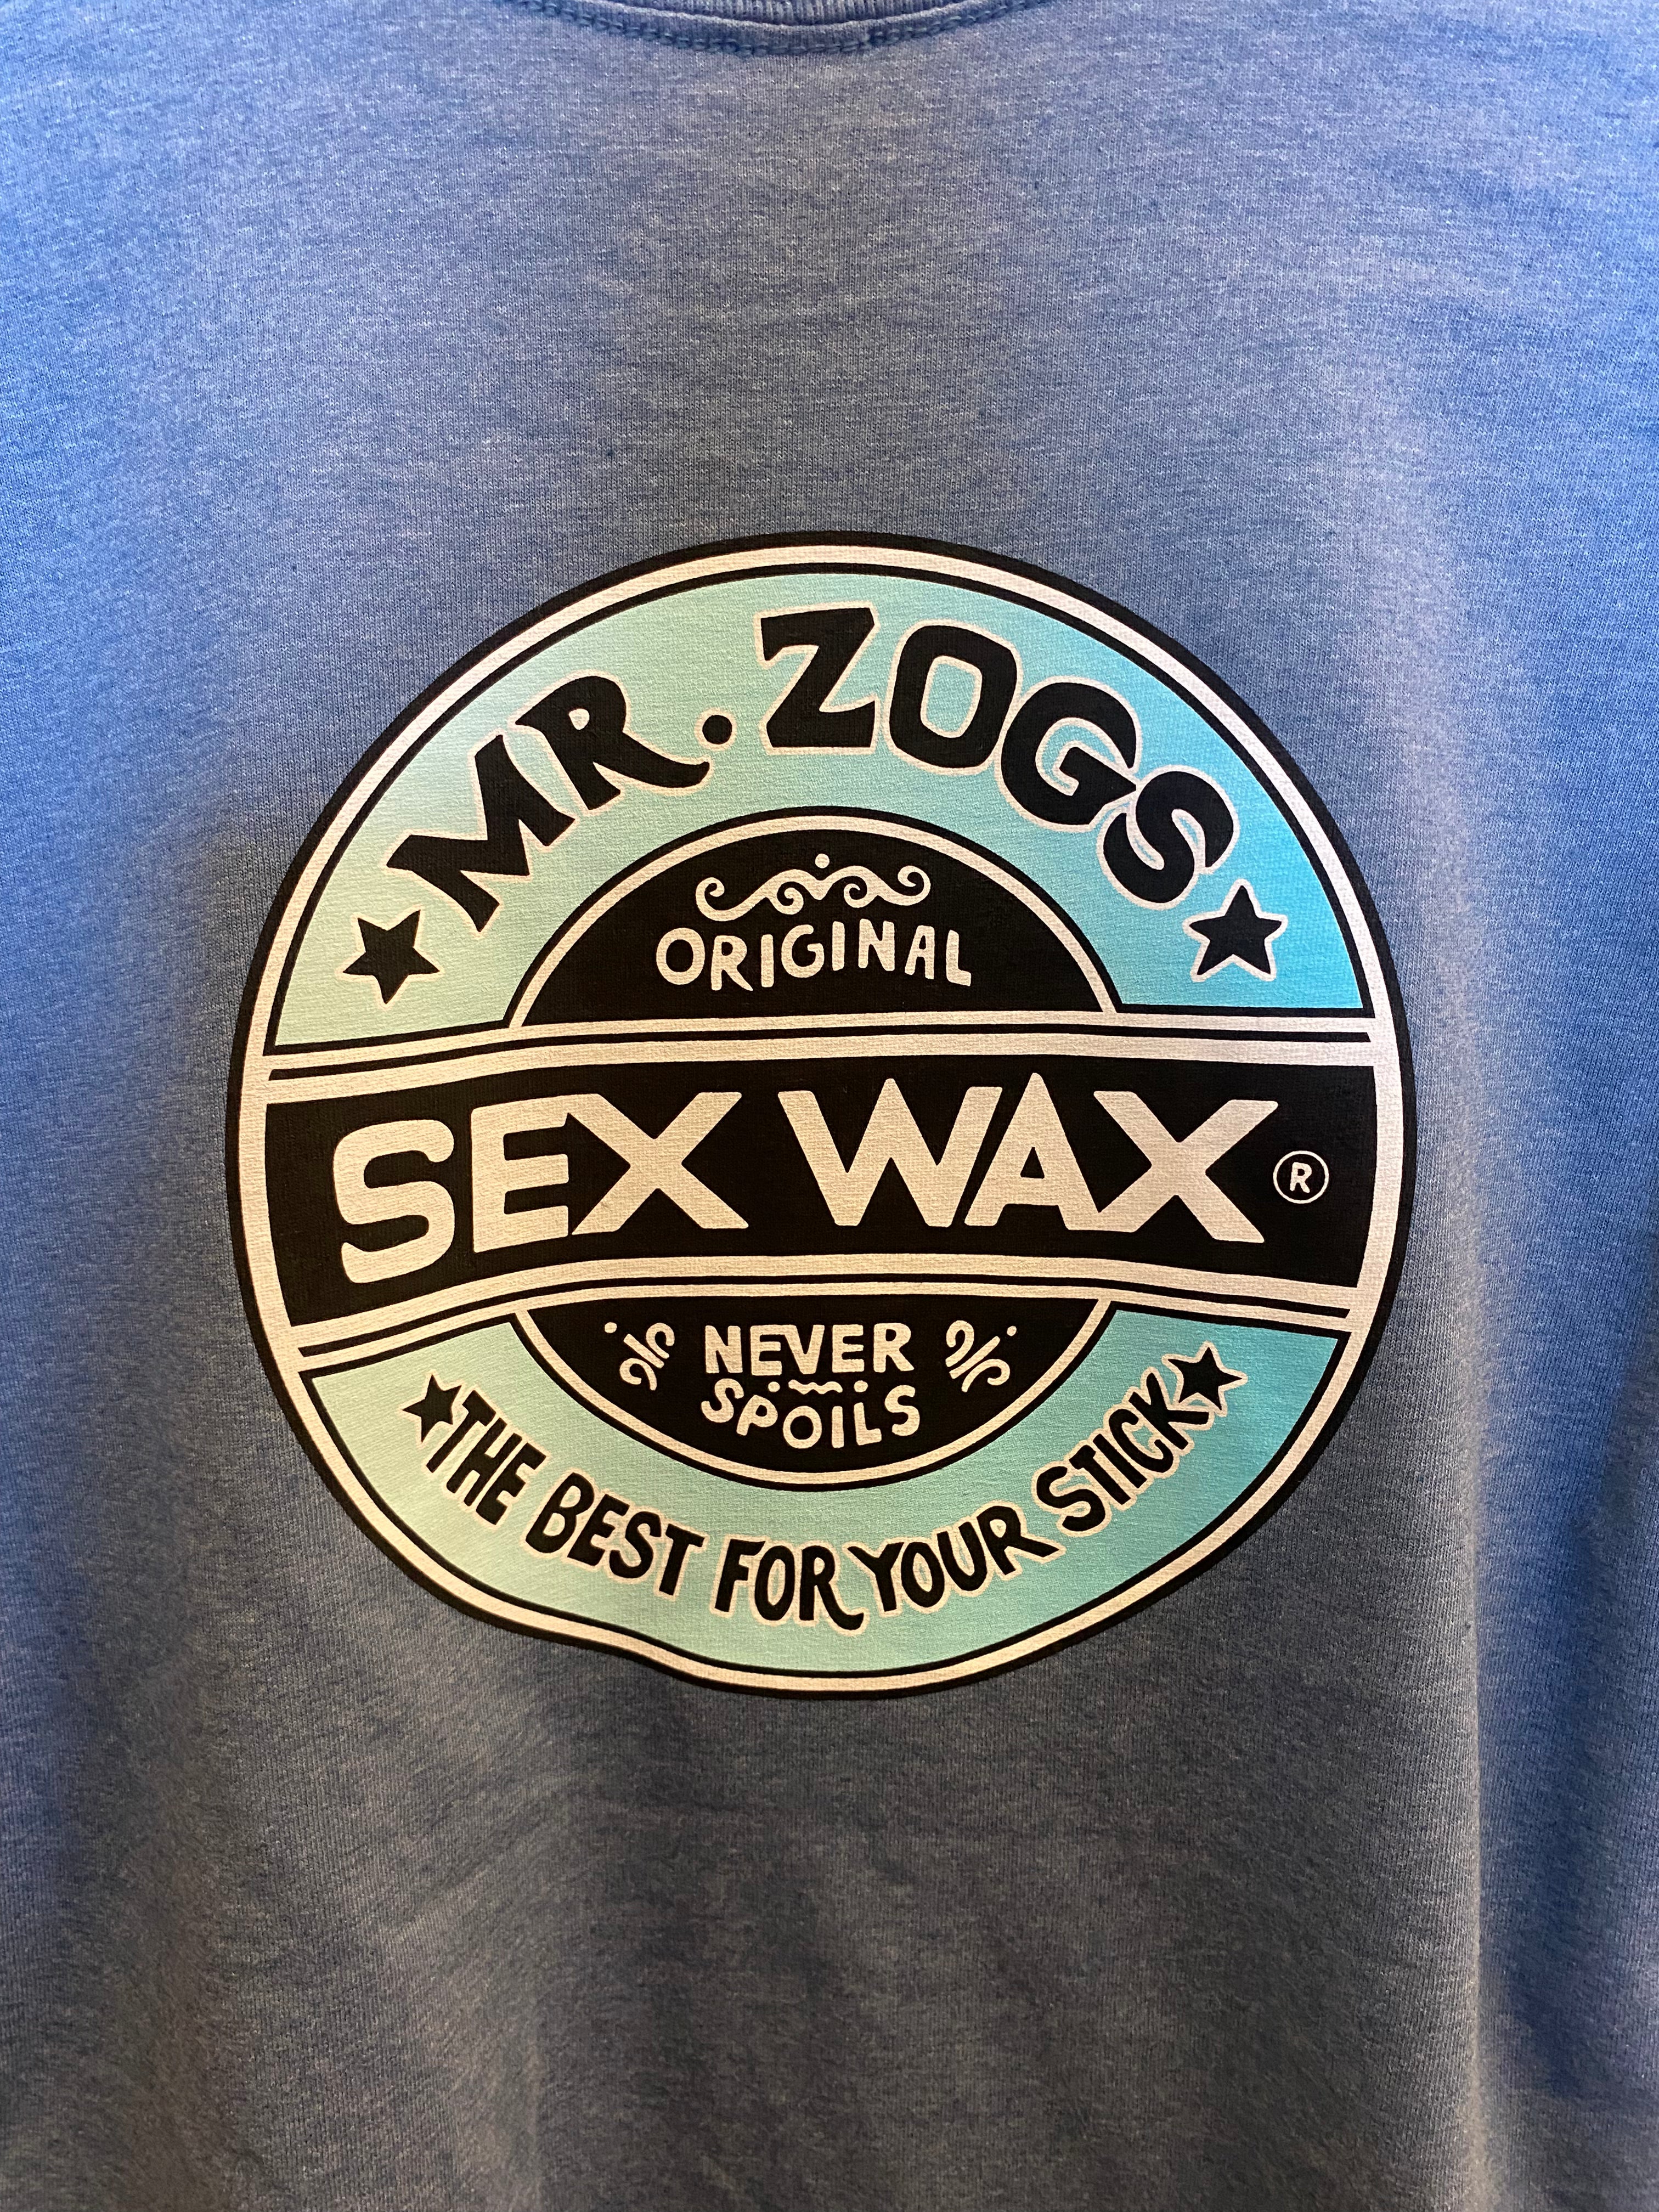 MR. ZOGS
ORIGINAL
SEX WAX ®
NEVER
SPOILS
THE BEST FOR YOUR STICK